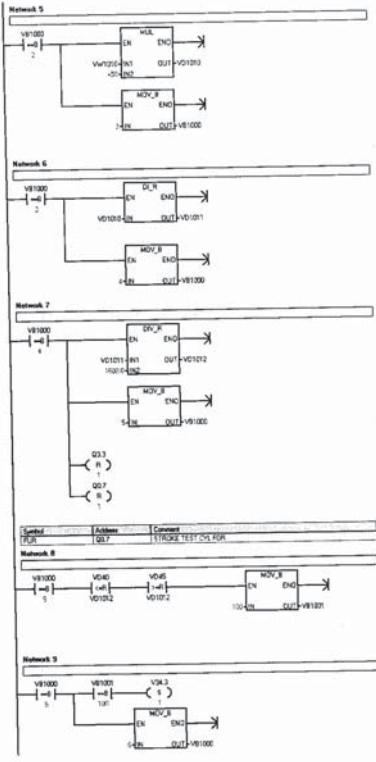 Network 5
VB1000
==B
2
MUL
EN ENO
VW1010 IN1 OUT VD1010
IN2
MOV_B
EN ENO
3 IN OUT VB1000
Network 6
VB1000
==B
3
DI_R
EN ENO
VD1010 IN OUT VD1011
MOV_B
EN ENO
4 IN OUT VB1000
Network 7
VB1000
==B
4
DIV_R
EN ENO
VD1011 IN1 OUT VD1012
IN2
MOV_B
EN ENO
5 IN OUT VB1000
Q3.3
R
1
Q0.7
R
1
Symbol Address Comment
Q0.7 STROKE TEST CYL FOR
Network 8
VB1000 VD40 VD45
==B <=R >=R
5 VD1012 VD1012
MOV_B
EN ENO
100 IN OUT VB1001
Network 9
VB1000 VB1001 V34.3
==B ==B S
5 100 1
MOV_B
EN ENO
6 IN OUT VB1000